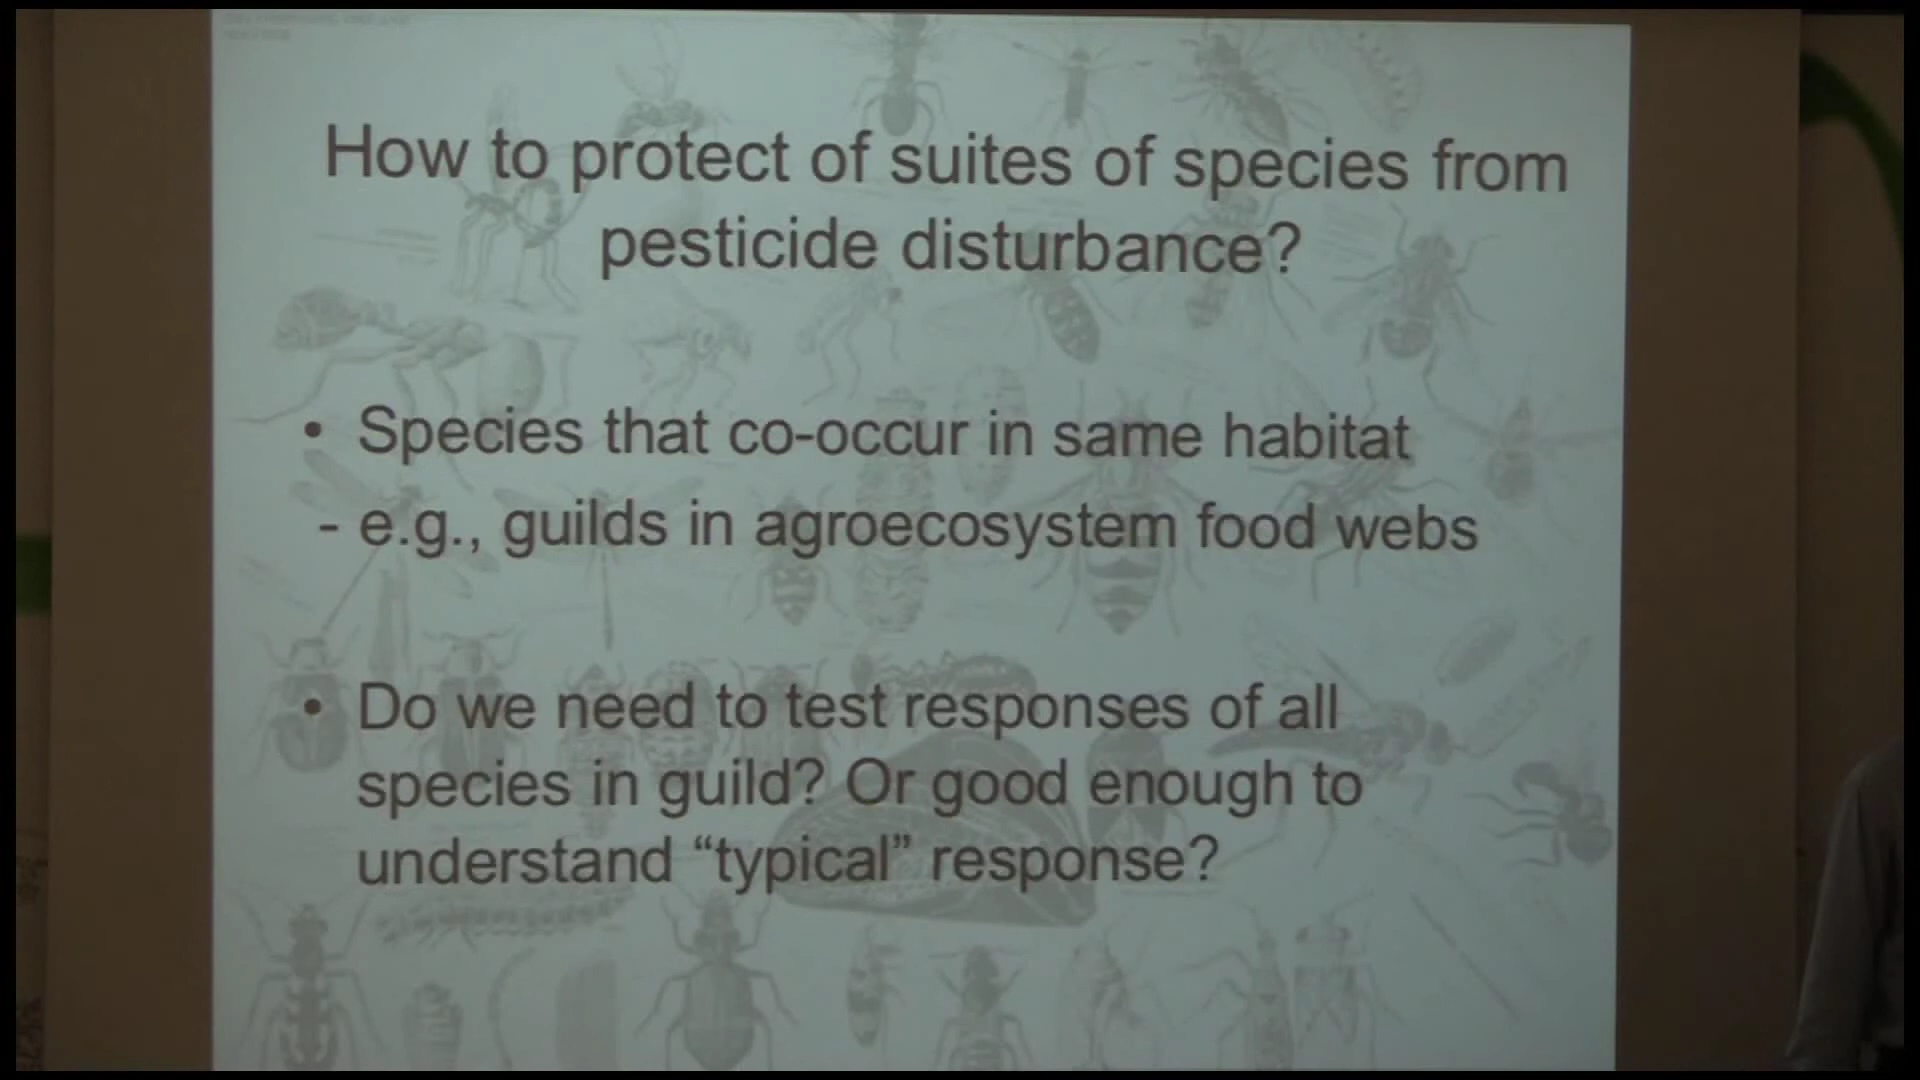 How to protect of suites of species from
pesticide disturbance?
• Species that co-occur in same habitat
- e.g., guilds in agroecosystem food webs
• Do we need to test responses of all
species in guild? Or good enough to
understand “typical” response?